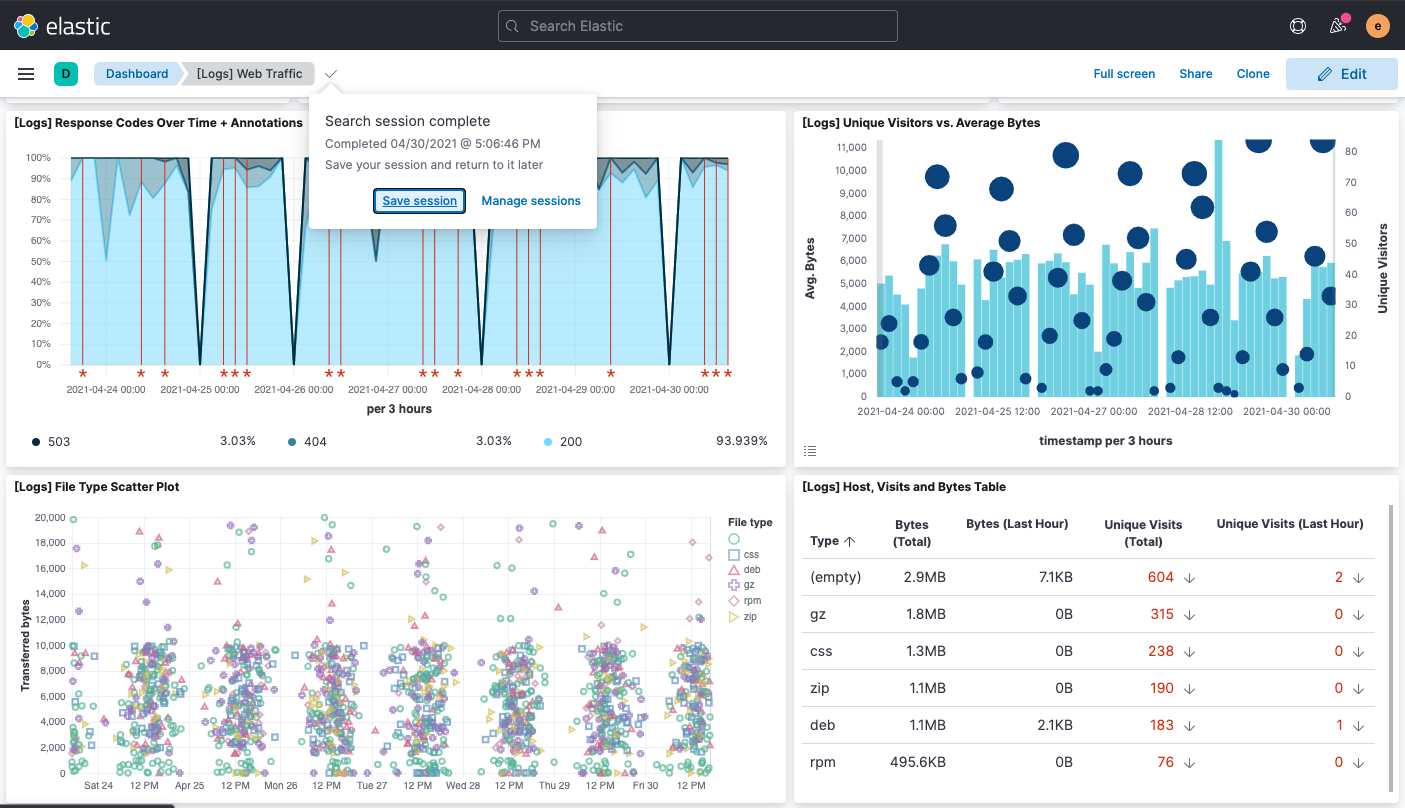 elastic
Search Elastic
e
D
Dashboard
[Logs] Web Traffic
Full screen
Share
Clone
Edit
Search session complete
Completed 04/30/2021 @ 5:06:46 PM
Save your session and return to it later
Save session
Manage sessions
[Logs] Response Codes Over Time + Annotations
100%
90%
80%
70%
60%
50%
40%
30%
20%
10%
0%
2021-04-24 00:00
2021-04-25 00:00
2021-04-26 00:00
2021-04-27 00:00
2021-04-28 00:00
2021-04-29 00:00
2021-04-30 00:00
per 3 hours
503 3.03%
404 3.03%
200 93.939%
[Logs] Unique Visitors vs. Average Bytes
Avg. Bytes
11,000
10,000
9,000
8,000
7,000
6,000
5,000
4,000
3,000
2,000
1,000
0
80
70
60
50
40
30
20
10
0
Unique Visitors
2021-04-24 00:00
2021-04-25 12:00
2021-04-27 00:00
2021-04-28 12:00
2021-04-30 00:00
timestamp per 3 hours
[Logs] File Type Scatter Plot
Transferred bytes
20,000
18,000
16,000
14,000
12,000
10,000
8,000
6,000
4,000
2,000
0
Sat 24
12 PM
Apr 25
12 PM
Mon 26
12 PM
Tue 27
12 PM
Wed 28
12 PM
Thu 29
12 PM
Fri 30
12 PM
File type
css
deb
gz
rpm
zip
[Logs] Host, Visits and Bytes Table
Type
Bytes (Total)
Bytes (Last Hour)
Unique Visits (Total)
Unique Visits (Last Hour)
(empty) 2.9MB 7.1KB 604 2
gz 1.8MB 0B 315 0
css 1.3MB 0B 238 0
zip 1.1MB 0B 190 0
deb 1.1MB 2.1KB 183 1
rpm 495.6KB 0B 76 0